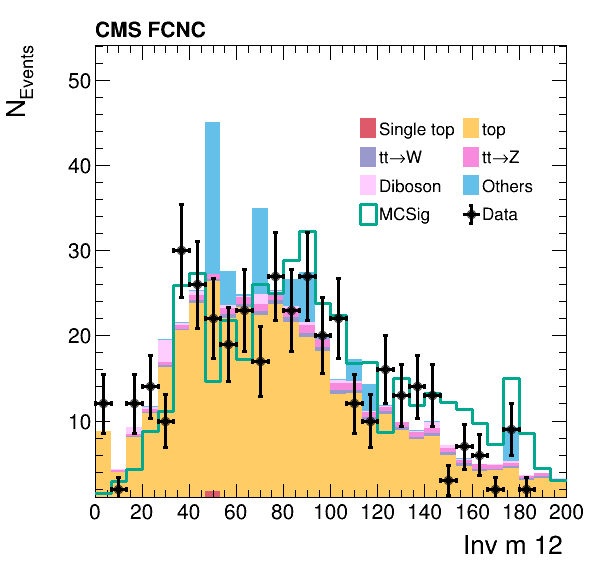 CMS FCNC
N_Events
50
40
30
20
10
Single top top
tt→W tt→Z
Diboson Others
MCSig Data
0 20 40 60 80 100 120 140 160 180 200
Inv m 12